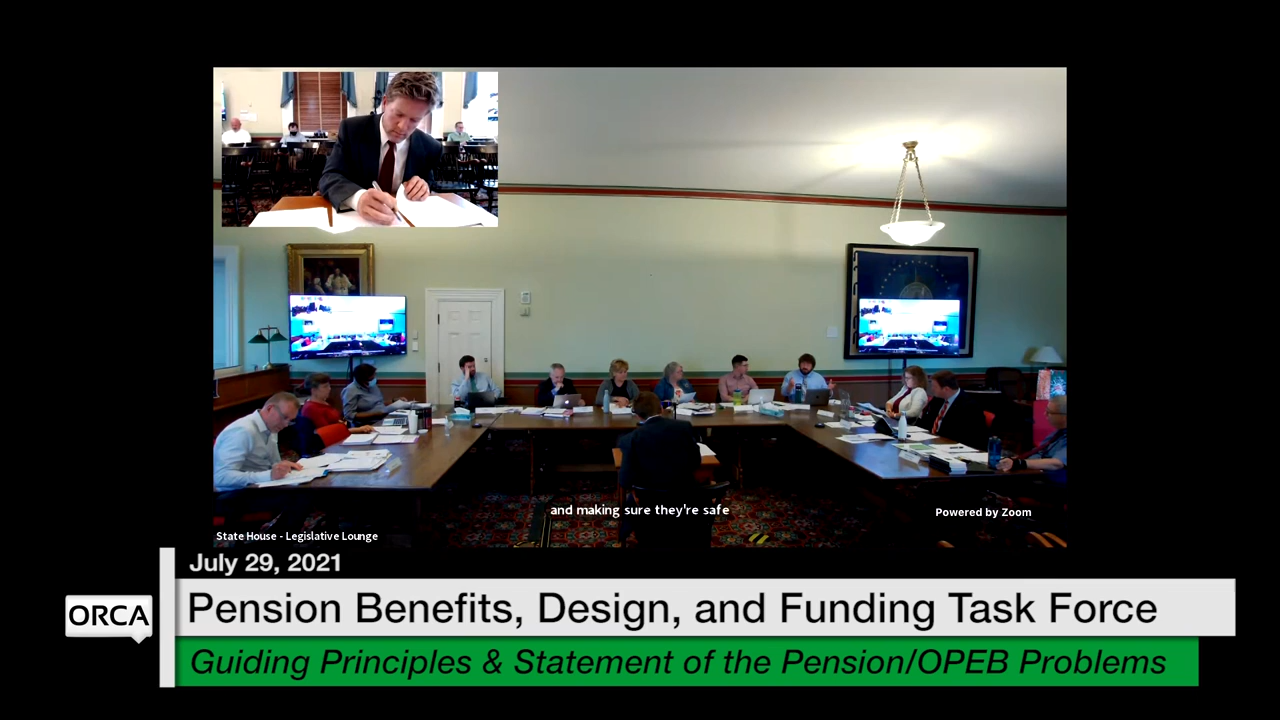 and making sure they're safe
Powered by Zoom
State House - Legislative Lounge
July 29, 2021
ORCA
Pension Benefits, Design, and Funding Task Force
Guiding Principles & Statement of the Pension/OPEB Problems